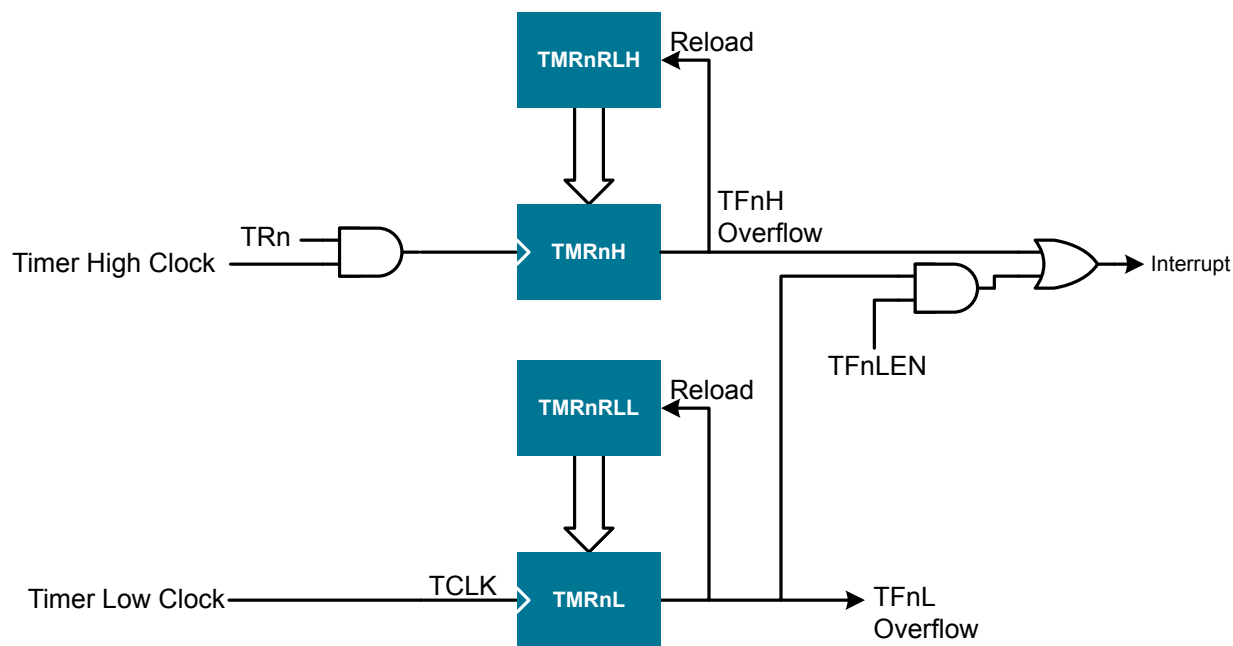 TMRnRLH
Reload
TFnH
Overflow
TRn
Timer High Clock
TMRnH
Interrupt
TFnLEN
TMRnRLL
Reload
Timer Low Clock
TCLK
TMRnL
TFnL
Overflow